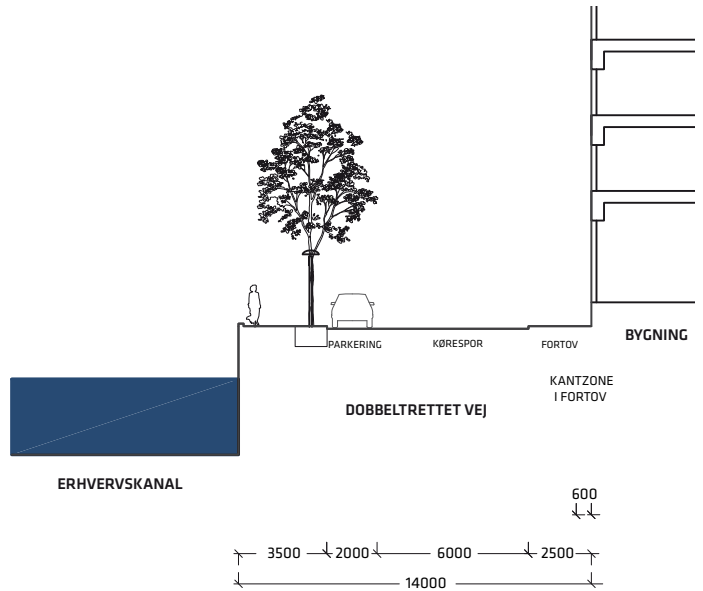 BYGNING
PARKERING
KØRESPOR
FORTOV
KANTZONE
I FORTOV
DOBBELTRETTET VEJ
ERHVERVSKANAL
600
3500
2000
6000
2500
14000